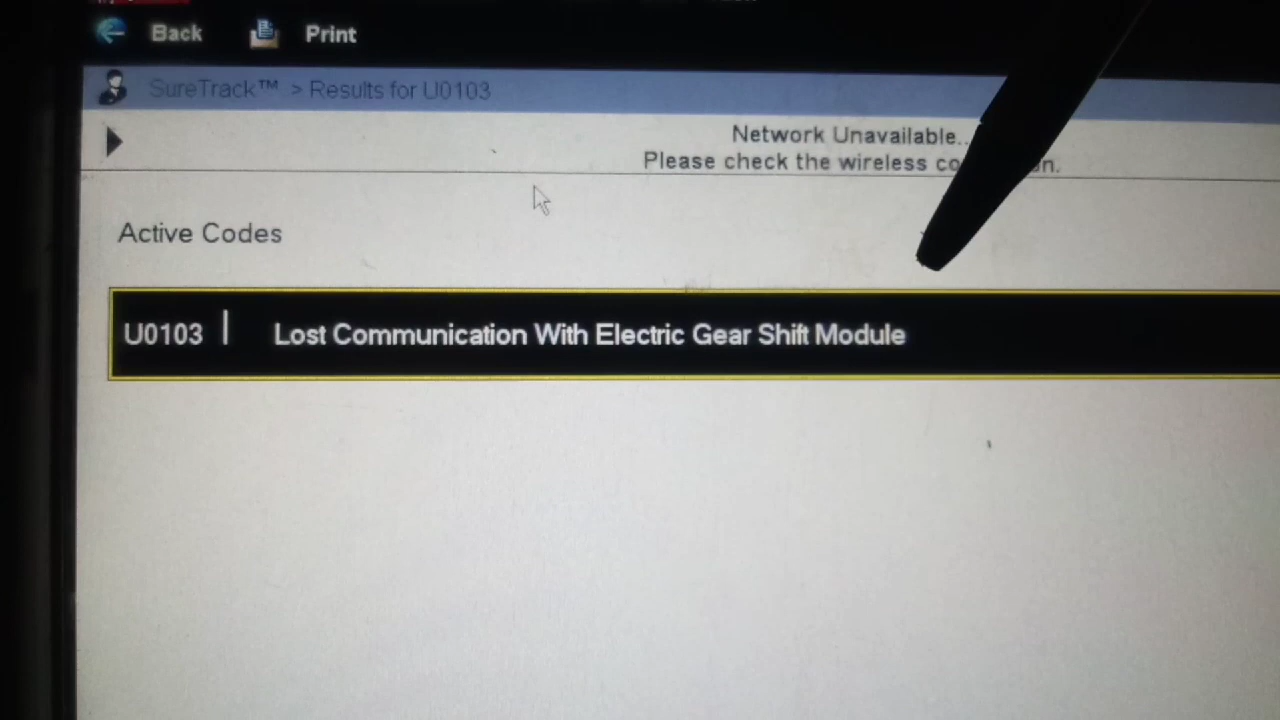 Back Print
SureTrack™ > Results for U0103
Network Unavailable..
Please check the wireless
Active Codes
U0103 | Lost Communication With Electric Gear Shift Module